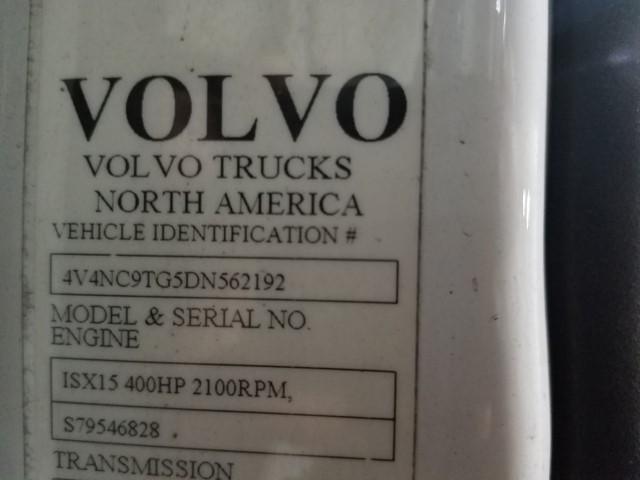 VOLVO
VOLVO TRUCKS
NORTH AMERICA
VEHICLE IDENTIFICATION #
4V4NC9TG5DN562192
MODEL & SERIAL NO.
ENGINE
ISX15 400HP 2100RPM,
S79546828 .
TRANSMISSION